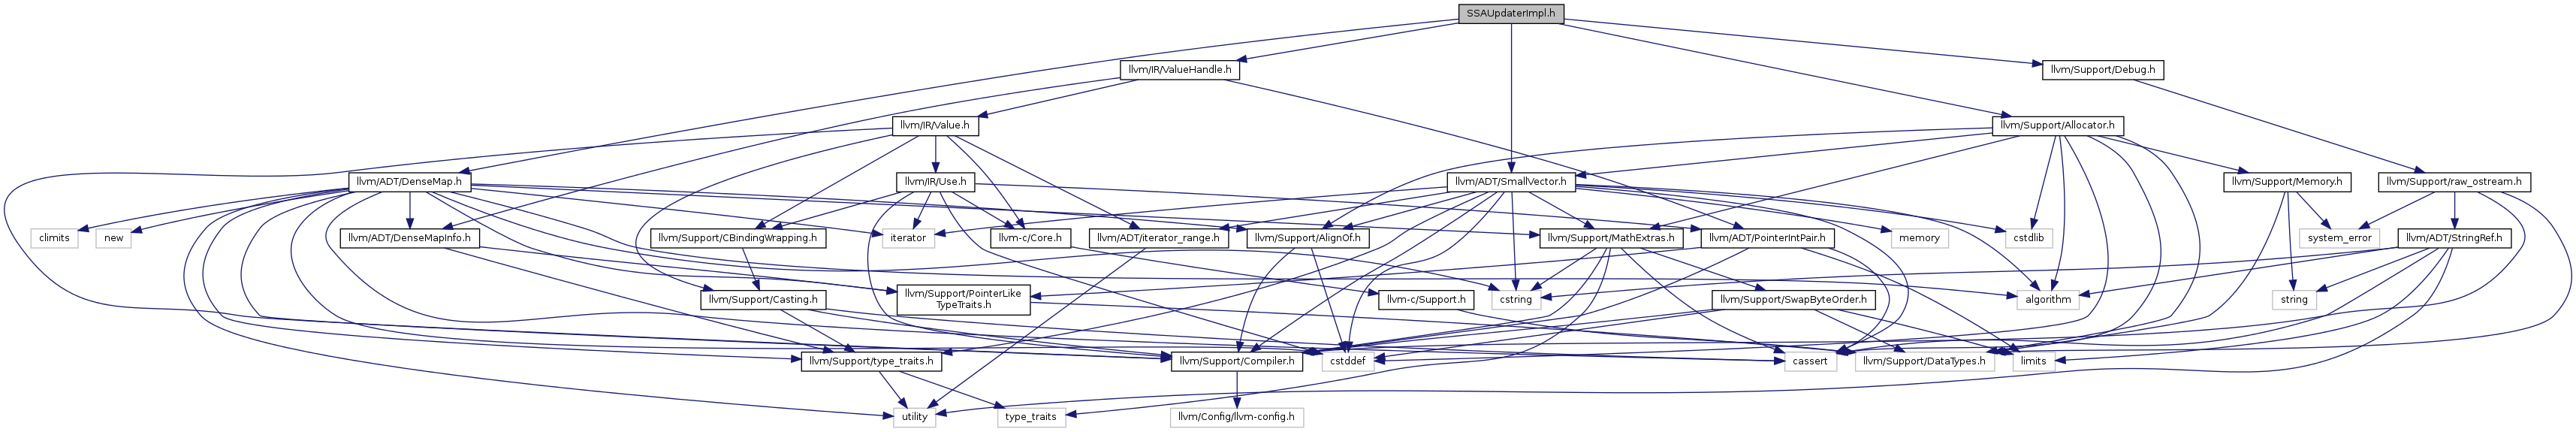 SSAUpdaterImpl.h
llvm/IR/ValueHandle.h
llvm/Support/Debug.h
llvm/IR/Value.h
llvm/Support/Allocator.h
llvm/ADT/DenseMap.h
llvm/IR/Use.h
llvm/ADT/SmallVector.h
llvm/Support/Memory.h
llvm/Support/raw_ostream.h
climits
new
llvm/ADT/DenseMapInfo.h
llvm/Support/CBindingWrapping.h
iterator
llvm-c/Core.h
llvm/ADT/iterator_range.h
llvm/Support/AlignOf.h
llvm/Support/MathExtras.h
llvm/ADT/PointerIntPair.h
memory
cstdlib
system_error
llvm/ADT/StringRef.h
llvm/Support/Casting.h
llvm/Support/PointerLike
TypeTraits.h
llvm-c/Support.h
cstring
llvm/Support/SwapByteOrder.h
algorithm
string
llvm/Support/type_traits.h
llvm/Support/Compiler.h
cstddef
cassert
llvm/Support/DataTypes.h
limits
utility
type_traits
llvm/Config/llvm-config.h